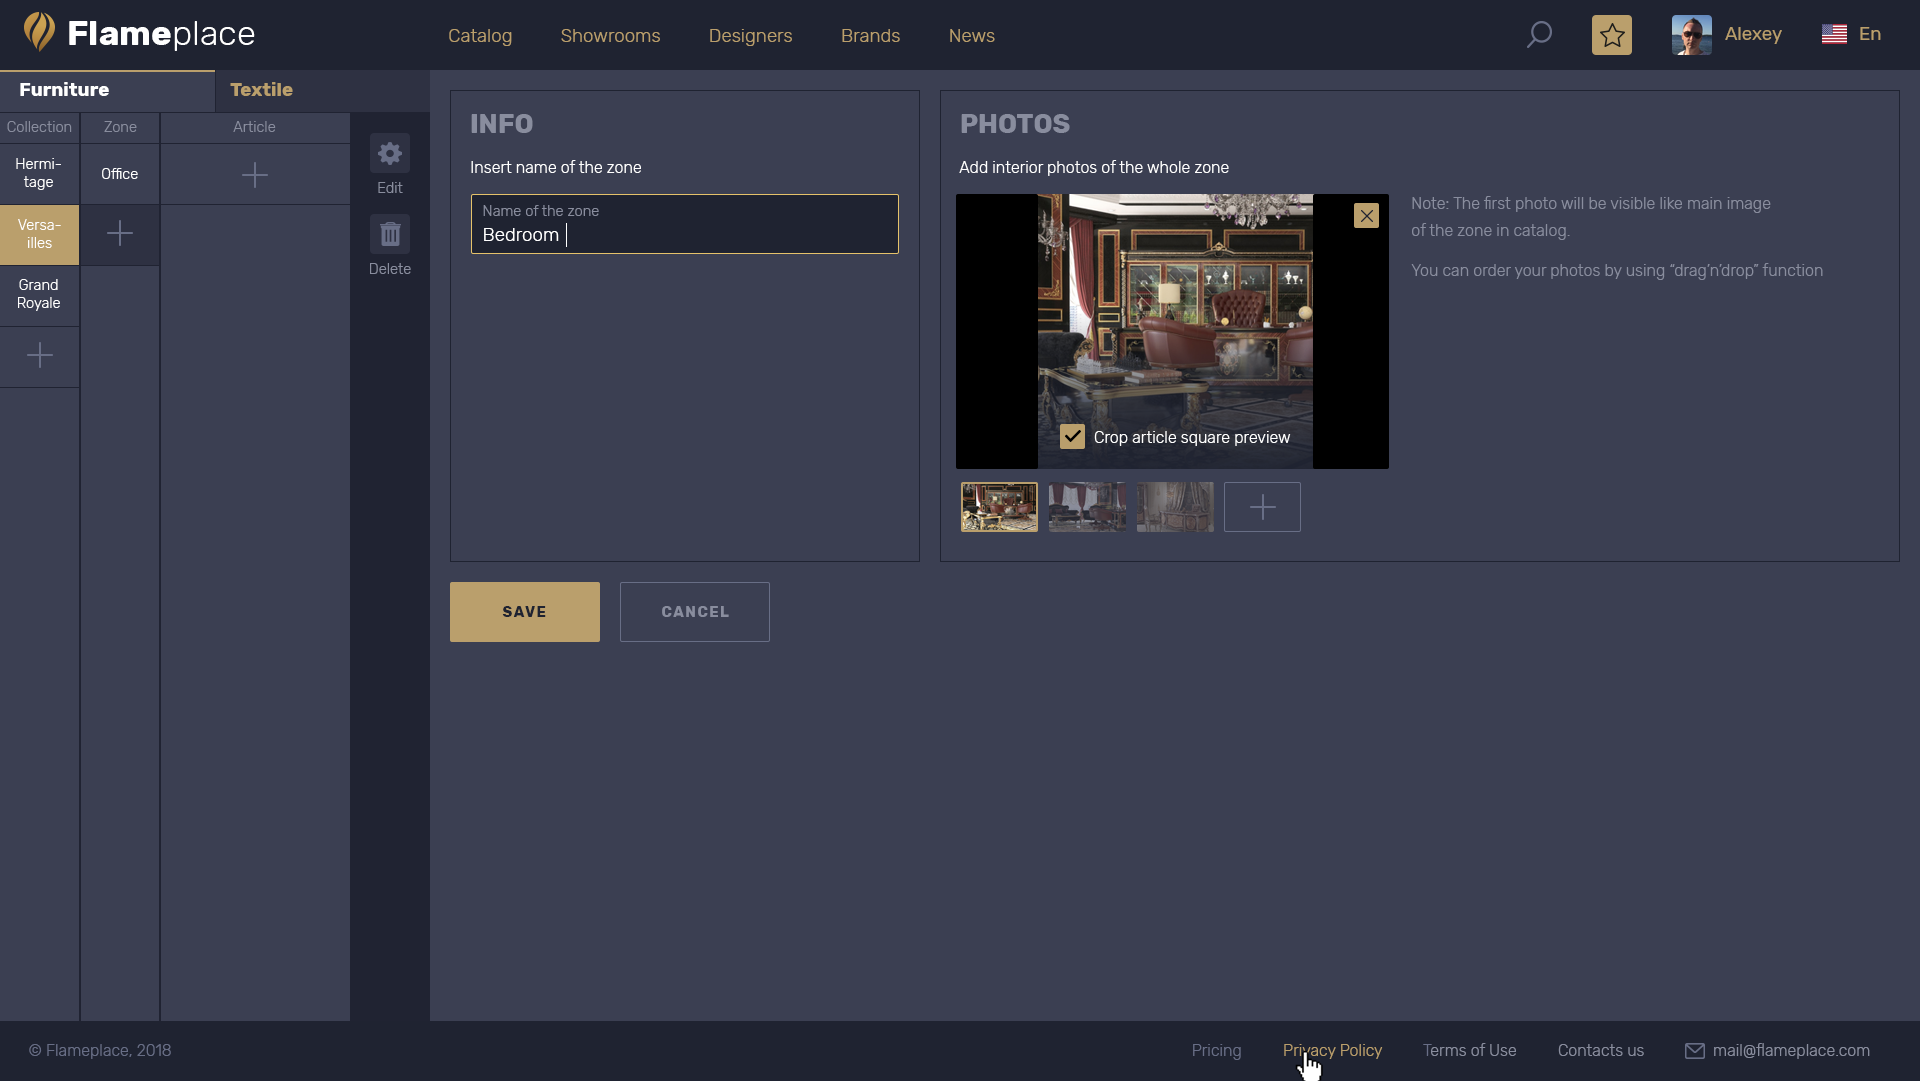 Flameplace
Catalog
Showrooms
Designers
Brands
News
Alexey
En
Furniture
Textile
Collection
Zone
Article
Hermi-
tage
Office
Versa-
illes
Grand
Royale
Edit
Delete
INFO
Insert name of the zone
Name of the zone
Bedroom
PHOTOS
Add interior photos of the whole zone
Crop article square preview
Note: The first photo will be visible like main image
of the zone in catalog.
You can order your photos by using “drag’n’drop” function
SAVE
CANCEL
© Flameplace, 2018
Pricing
Privacy Policy
Terms of Use
Contacts us
mail@flameplace.com